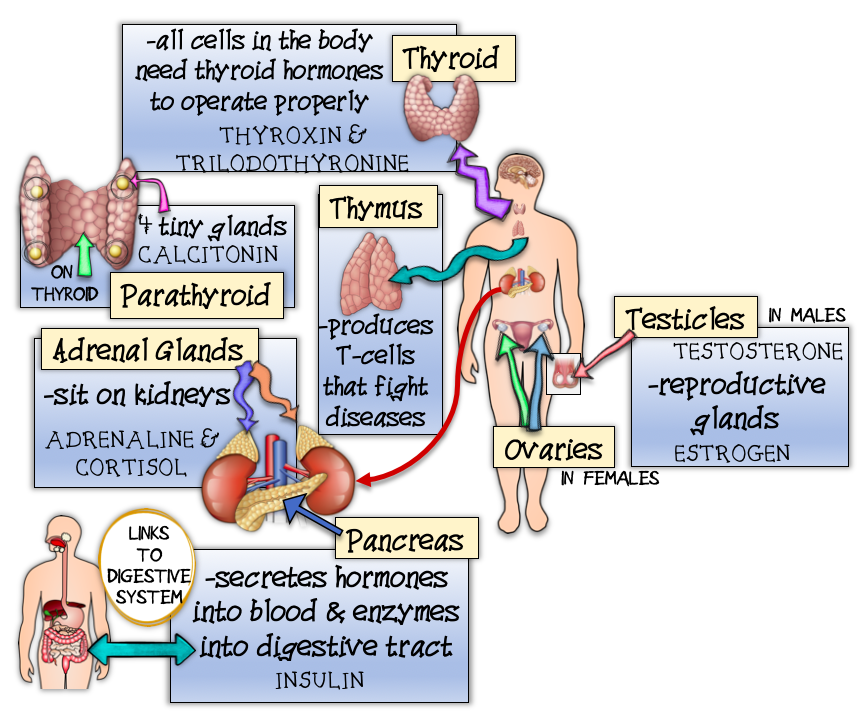 -all cells in the body
need thyroid hormones
to operate properly
THYROXIN &
TRILODOTHYRONINE
Thyroid
4 tiny glands
CALCITONIN
ON
THYROID
Parathyroid
Thymus
-produces
T-cells
that fight
diseases
Adrenal Glands
-sit on kidneys
ADRENALINE &
CORTISOL
Testicles
IN MALES
TESTOSTERONE
-reproductive
glands
ESTROGEN
Ovaries
IN FEMALES
Pancreas
LINKS
TO
DIGESTIVE
SYSTEM
-secretes hormones
into blood & enzymes
into digestive tract
INSULIN